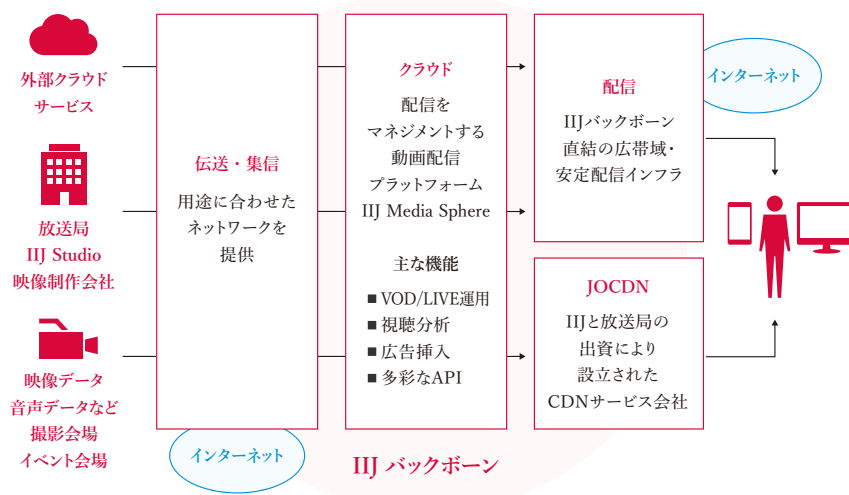 外部クラウド
サービス
放送局
IIJ Studio
映像制作会社
映像データ
音声データなど
撮影会場
イベント会場
伝送・集信
用途に合わせた
ネットワークを
提供
インターネット
クラウド
配信を
マネジメントする
動画配信
プラットフォーム
IIJ Media Sphere
主な機能
■ VOD/LIVE運用
■ 視聴分析
■ 広告挿入
■ 多彩なAPI
IIJ バックボーン
配信
IIJバックボーン
直結の広帯域・
安定配信インフラ
インターネット
JOCDN
IIJと放送局の
出資により
設立された
CDNサービス会社